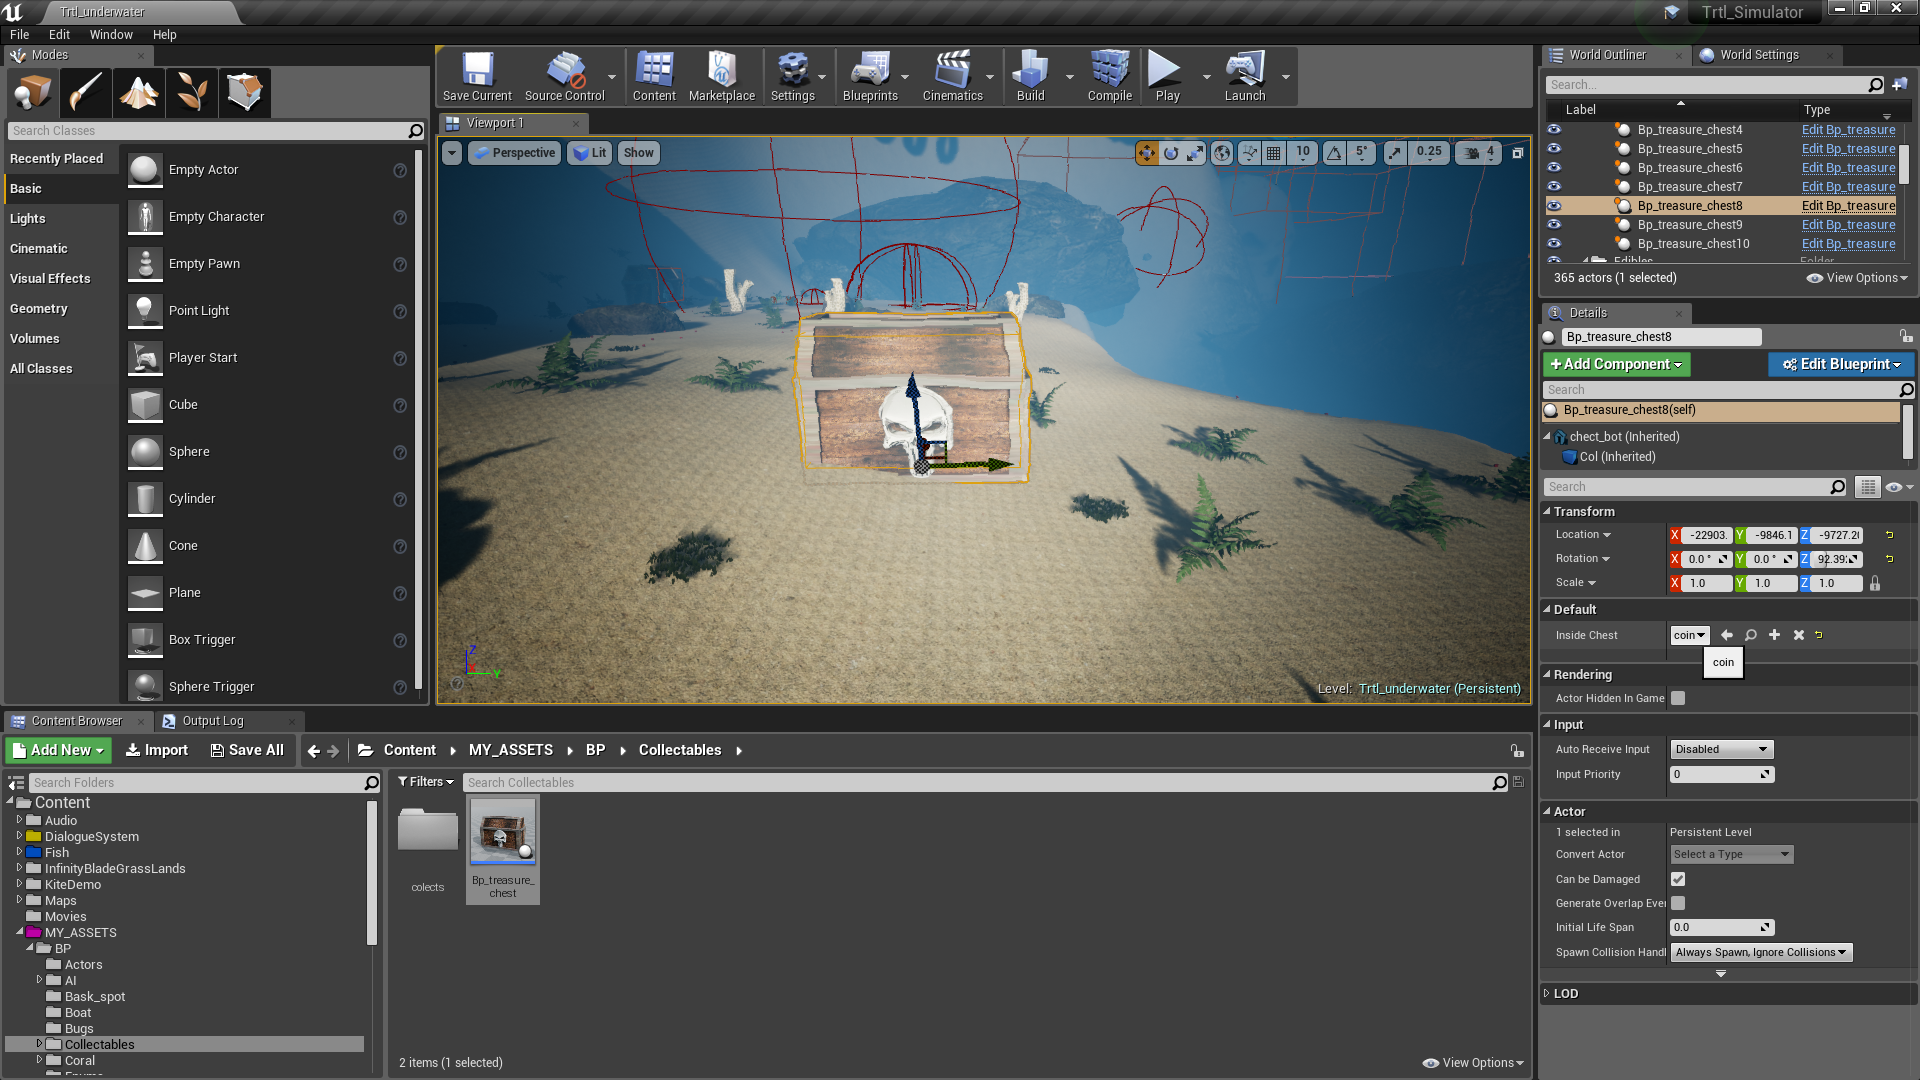 Trtl_underwater
Trtl_Simulator
File Edit Window Help
Modes
Search Classes
Recently Placed
Basic
Lights
Cinematic
Visual Effects
Geometry
Volumes
All Classes
Empty Actor
Empty Character
Empty Pawn
Point Light
Player Start
Cube
Sphere
Cylinder
Cone
Plane
Box Trigger
Sphere Trigger
Save Current Source Control Content Marketplace Settings Blueprints Cinematics Build Compile Play Launch
Viewport 1
Perspective Lit Show
10 5° 0.25 4
Level: Trtl_underwater (Persistent)
World Outliner World Settings
Search...
Label Type
Bp_treasure_chest4 Edit Bp_treasure
Bp_treasure_chest5 Edit Bp_treasure
Bp_treasure_chest6 Edit Bp_treasure
Bp_treasure_chest7 Edit Bp_treasure
Bp_treasure_chest8 Edit Bp_treasure
Bp_treasure_chest9 Edit Bp_treasure
Bp_treasure_chest10 Edit Bp_treasure
Edibles Folder
365 actors (1 selected) View Options
Details
Bp_treasure_chest8
+Add Component Edit Blueprint
Search
Bp_treasure_chest8(self)
chect_bot (Inherited)
Col (Inherited)
Search
Transform
Location X -22903. Y -9846.1 Z -9727.2
Rotation X 0.0° Y 0.0° Z 92.39
Scale X 1.0 Y 1.0 Z 1.0
Default
Inside Chest coin
coin
Rendering
Actor Hidden In Game
Input
Auto Receive Input Disabled
Input Priority 0
Actor
1 selected in Persistent Level
Convert Actor Select a Type
Can be Damaged
Generate Overlap Ever
Initial Life Span 0.0
Spawn Collision Handl Always Spawn, Ignore Collisions
LOD
Content Browser Output Log
Add New Import Save All Content MY_ASSETS BP Collectables
Search Folders
Filters Search Collectables
Content
Audio
DialogueSystem
Fish
InfinityBladeGrassLands
KiteDemo
Maps
Movies
MY_ASSETS
BP
Actors
AI
Bask_spot
Boat
Bugs
Collectables
Coral
colects
Bp_treasure_
chest
2 items (1 selected) View Options